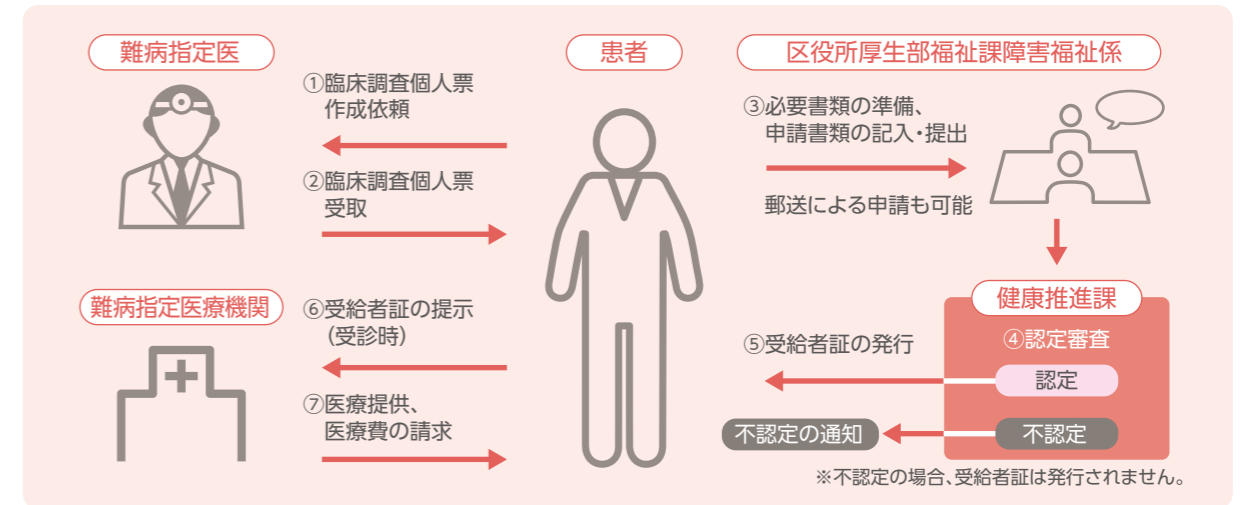 難病指定医
①臨床調査個人票
作成依頼
②臨床調査個人票
受取
患者
区役所厚生部福祉課障害福祉係
③必要書類の準備、
申請書類の記入・提出
郵送による申請も可能
健康推進課
④認定審査
認定
不認定
⑤受給者証の発行
不認定の通知
※不認定の場合、受給者証は発行されません。
難病指定医療機関
⑥受給者証の提示
（受診時）
⑦医療提供、
医療費の請求